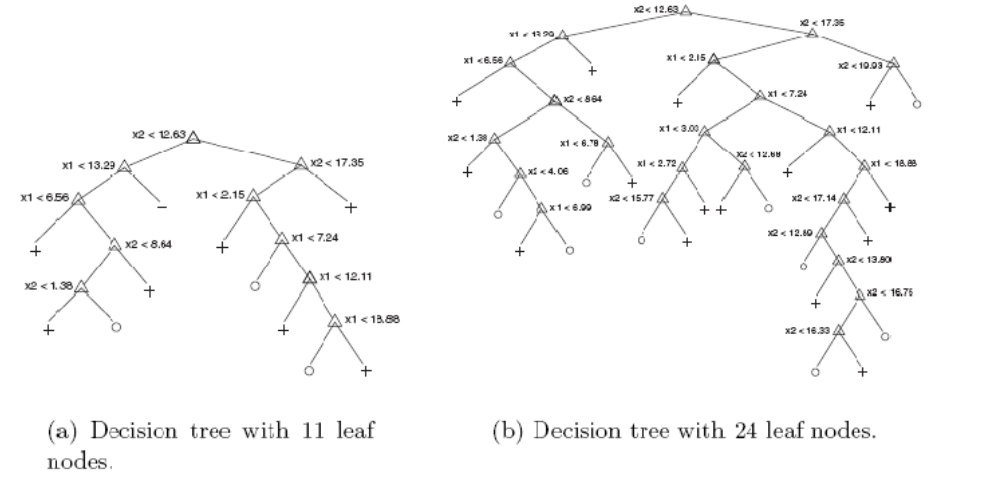 x2 < 12.63
x1 < 13.29
x2 < 17.35
x1 < 6.56
x1 < 2.15
x2 < 8.64
x1 < 7.24
x2 < 1.38
x1 < 12.11
x1 < 18.88
(a) Decision tree with 11 leaf
nodes.
x2 < 12.63
x1 < 13.29
x2 < 17.35
x1 < 6.56
x1 < 2.15
x2 < 19.93
x2 < 8.64
x1 < 7.24
x2 < 1.38
x1 < 6.78
x1 < 3.00
x1 < 12.11
x1 < 2.72
x2 < 12.68
x1 < 18.88
x2 < 4.06
x2 < 15.77
x2 < 17.14
x1 < 6.99
x2 < 12.89
x2 < 13.80
x2 < 16.75
x2 < 16.33
(b) Decision tree with 24 leaf nodes.